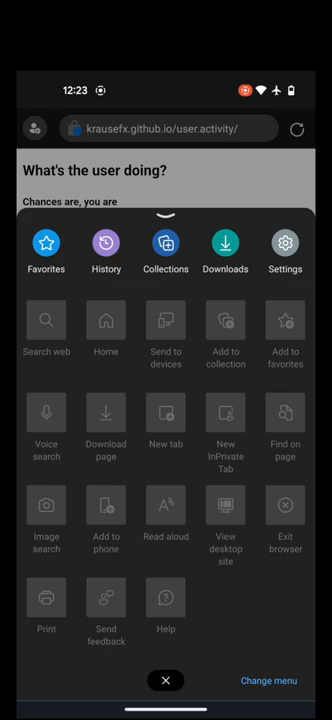 12:23
krausefx.github.io/user.activity/
What's the user doing?
Chances are, you are
Favorites History Collections Downloads Settings
Search web Home Send to devices Add to collection Add to favorites
Voice search Download page New tab New InPrivate Tab Find on page
Image search Add to phone Read aloud View desktop site Exit browser
Print Send feedback Help
Change menu